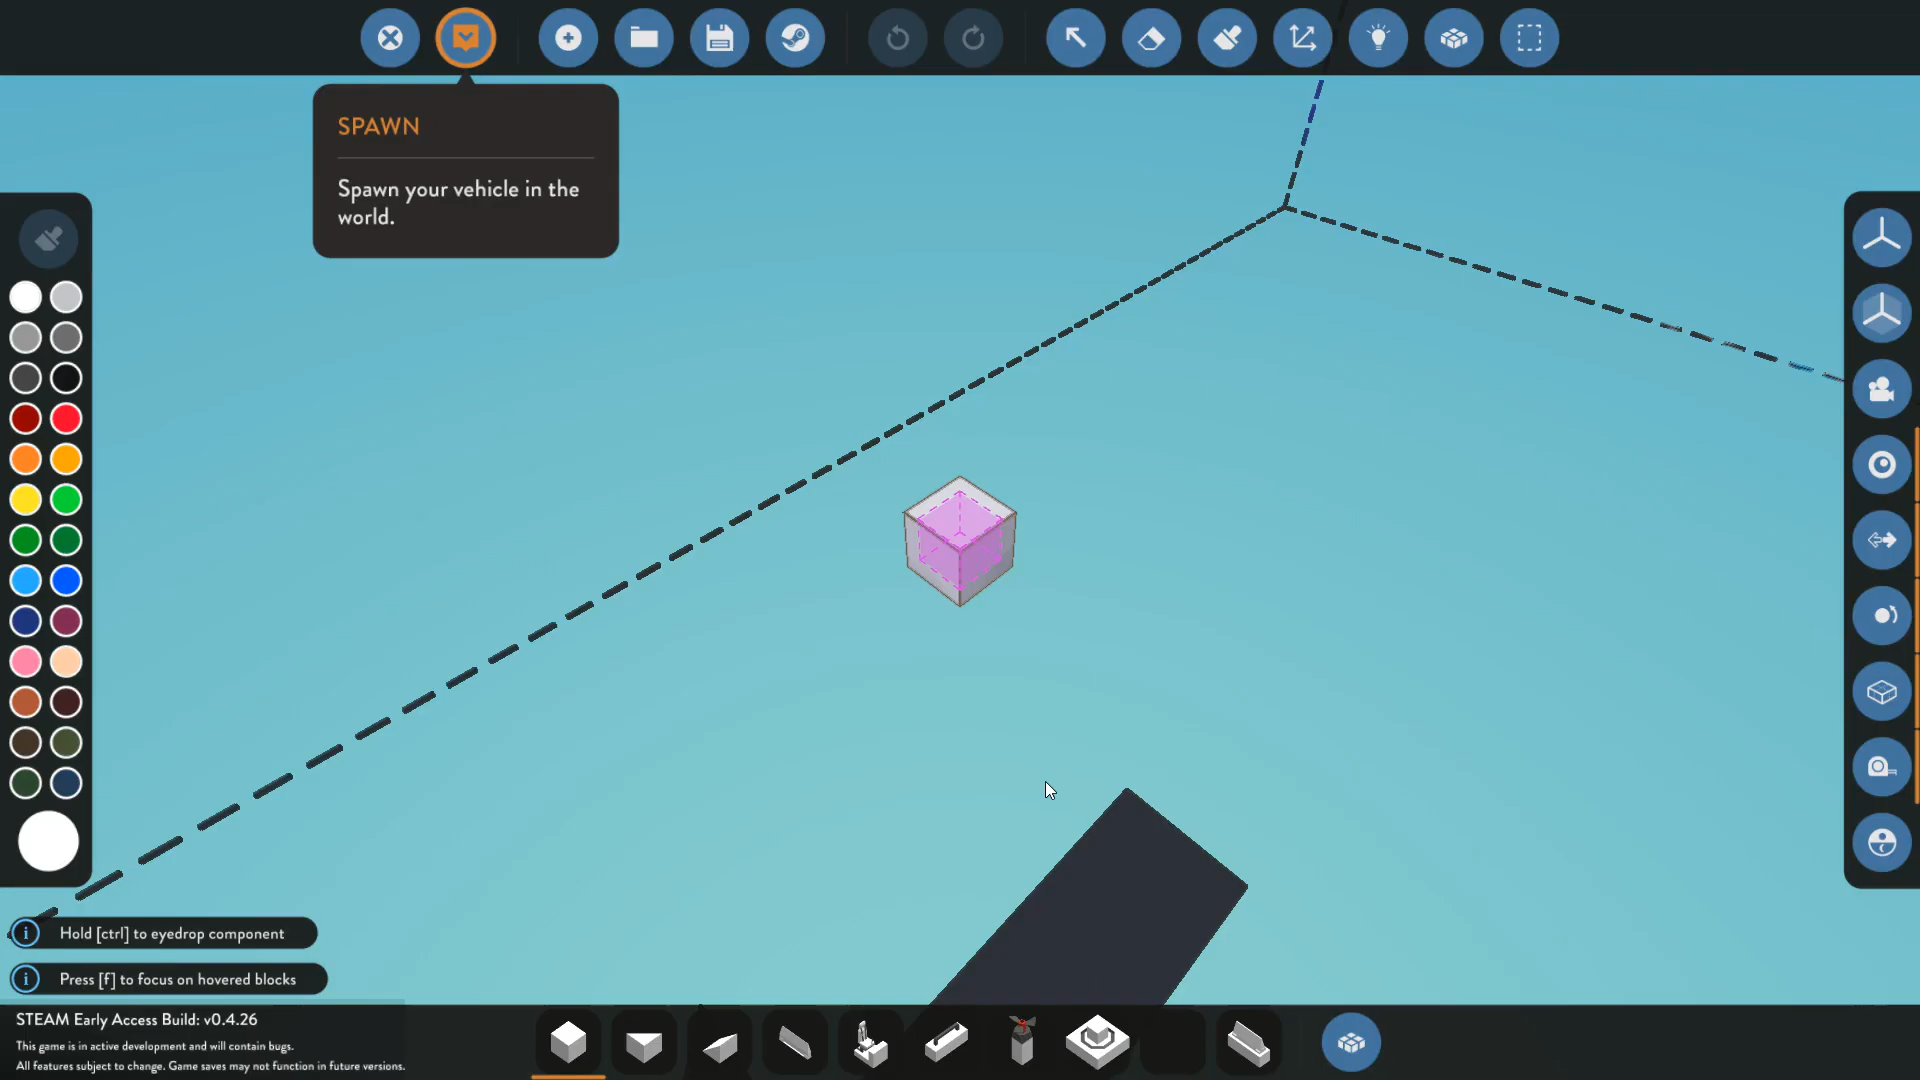 SPAWN
Spawn your vehicle in the
world.
Hold [ctrl] to eyedrop component
Press [f] to focus on hovered blocks
STEAM Early Access Build: v0.4.26
This game is in active development and will contain bugs.
All features subject to change. Game saves may not function in future versions.